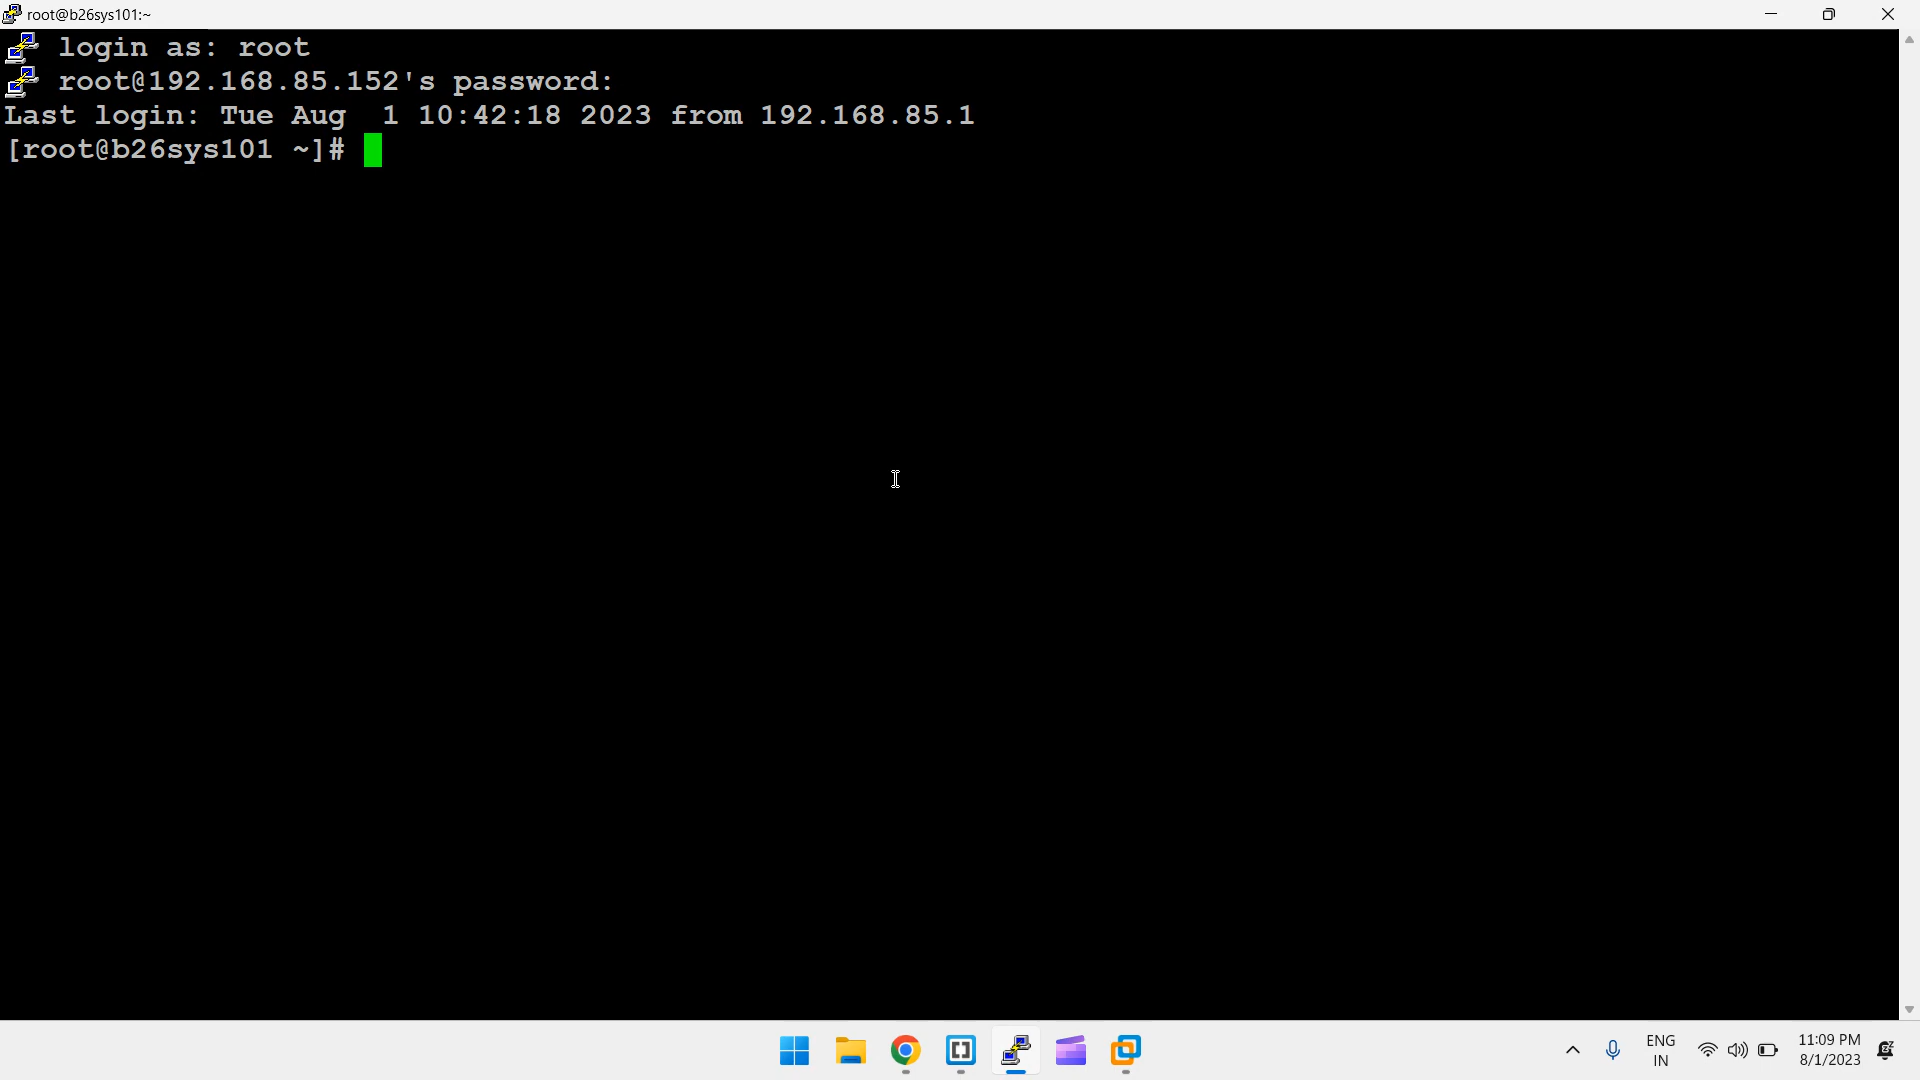 root@b26sys101:~
login as: root
root@192.168.85.152's password:
Last login: Tue Aug  1 10:42:18 2023 from 192.168.85.1
[root@b26sys101 ~]#
ENG
IN
11:09 PM
8/1/2023